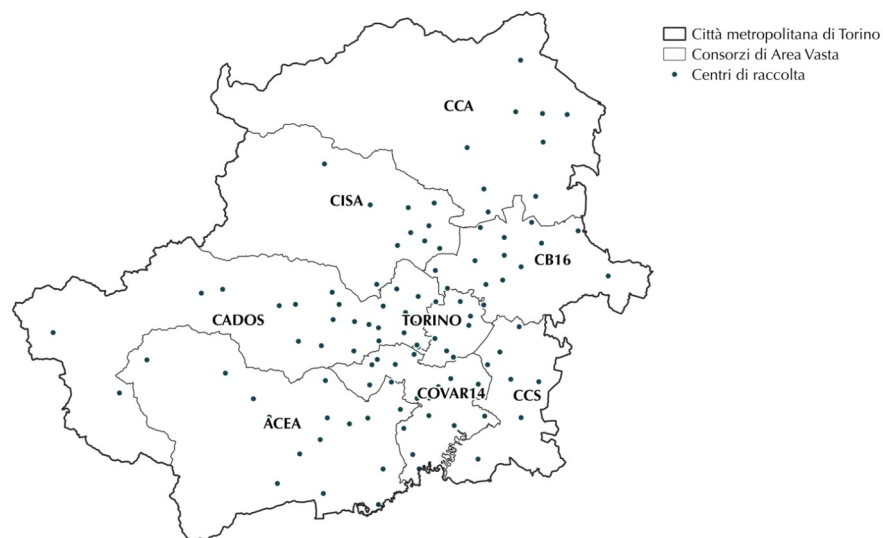 Città metropolitana di Torino
Consorzi di Area Vasta
Centri di raccolta
CCA
CISA
CB16
CADOS
TORINO
COVAR14
CCS
ACEA